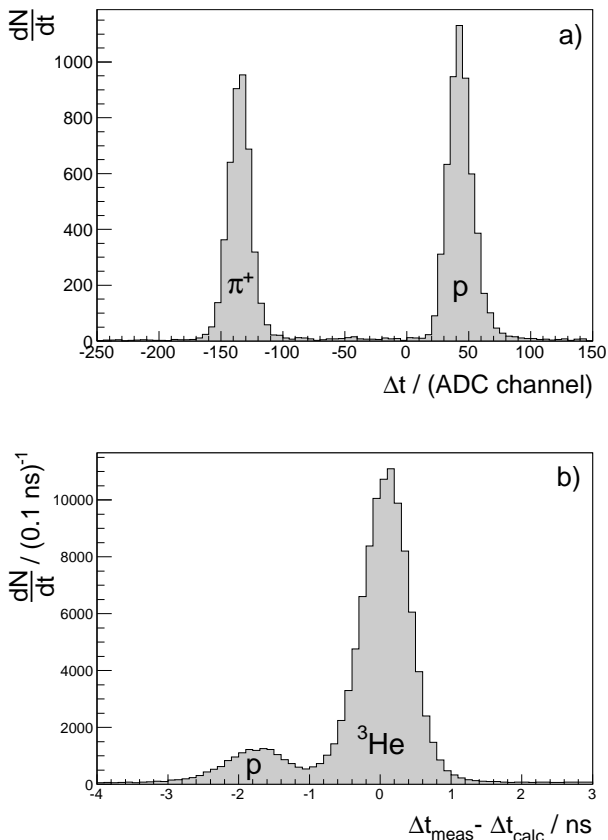 dN
dt
a)
1000
800
600
400
200
0
π⁺
p
-250 -200 -150 -100 -50 0 50 100 150
Δt / (ADC channel)
dN
dt / (0.1 ns)⁻¹
b)
10000
8000
6000
4000
2000
0
p
³He
-4 -3 -2 -1 0 1 2 3
Δt_meas - Δt_calc / ns